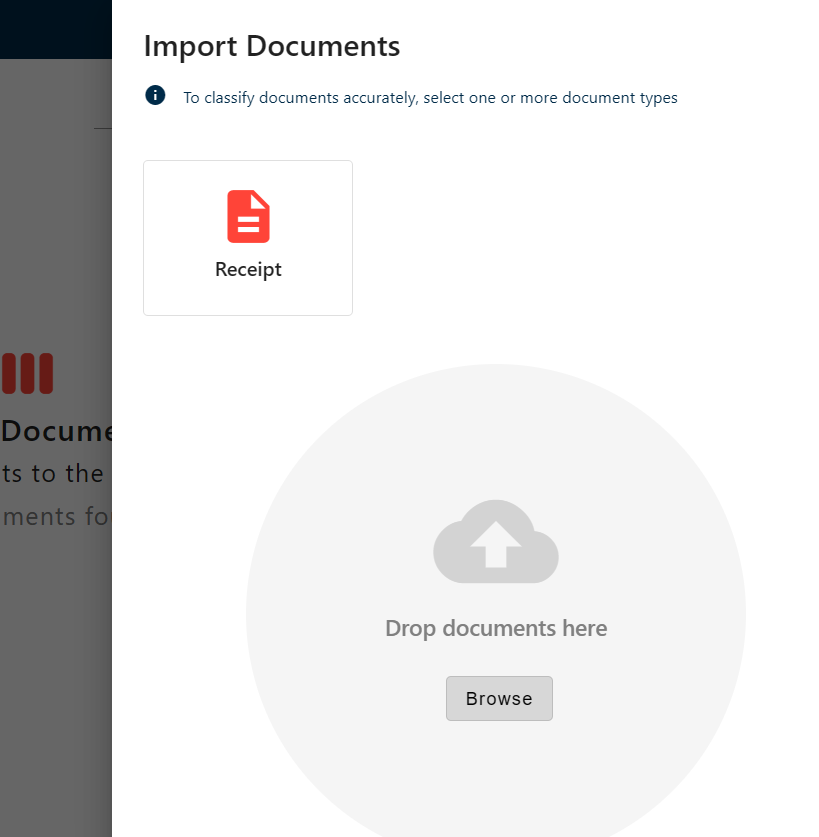 Import Documents
To classify documents accurately, select one or more document types
Receipt
Docume
ts to the
ments fo
Drop documents here
Browse